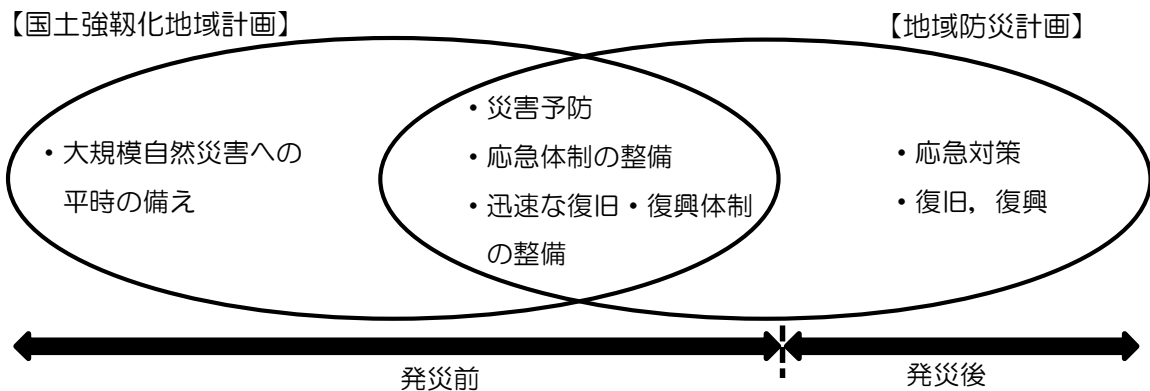 【国土強靱化地域計画】
【地域防災計画】
・大規模自然災害への
平時の備え
・災害予防
・応急体制の整備
・迅速な復旧・復興体制
の整備
・応急対策
・復旧，復興
発災前
発災後